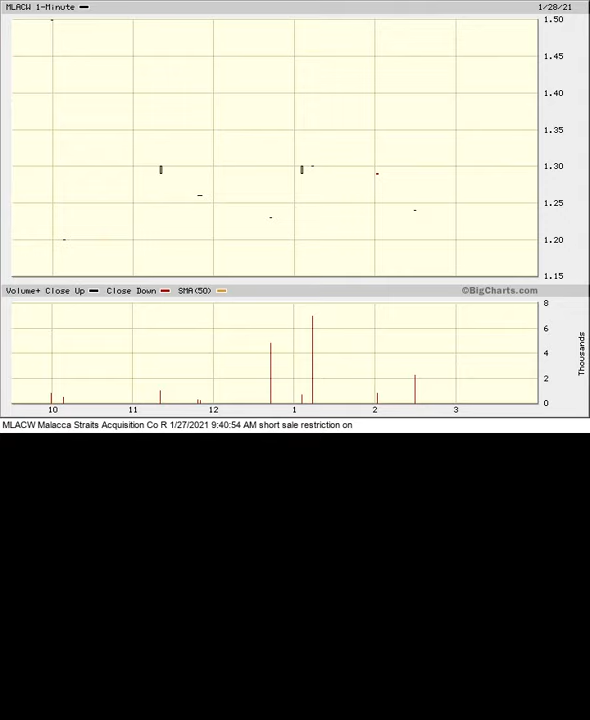 MLACW 1-Minute 1/28/21
1.50
1.45
1.40
1.35
1.30
1.25
1.20
1.15
Volume+ Close Up Close Down SMA(50) ©BigCharts.com
8
6
4
2
0
Thousands
10 11 12 1 2 3
MLACW Malacca Straits Acquisition Co R 1/27/2021 9:40:54 AM short sale restriction on